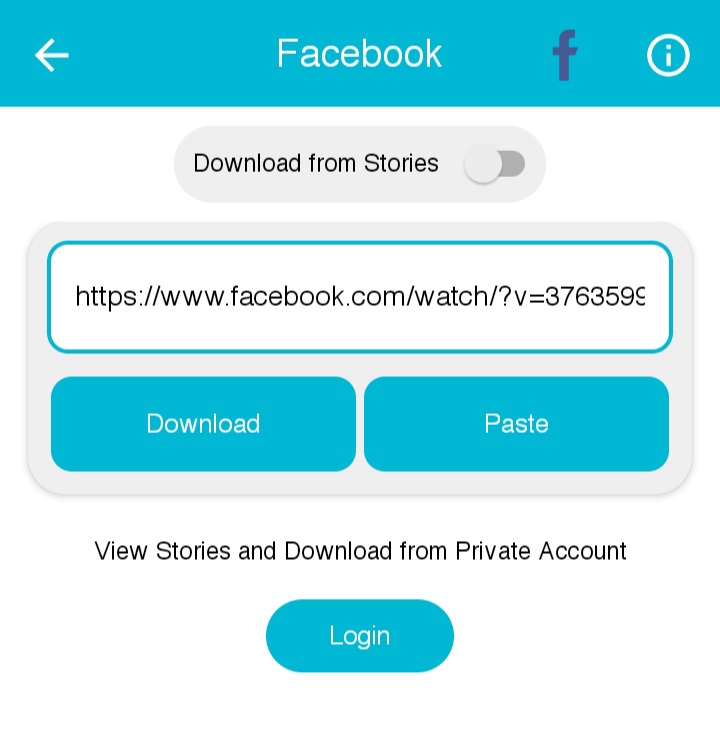 Facebook
Download from Stories
https://www.facebook.com/watch/?v=3763599
Download
Paste
View Stories and Download from Private Account
Login